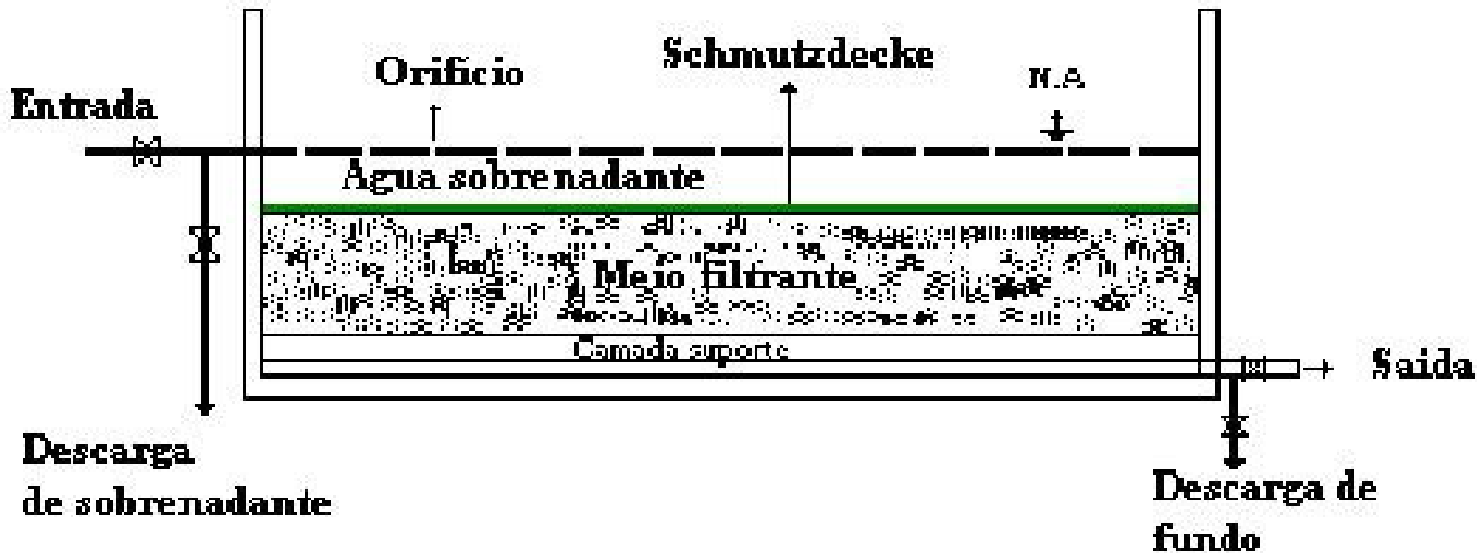 Schmutzdecke
Orificio
N.A
Entrada
Agua sobrenadante
Meio filtrante
Camada suporte
Saida
Descarga
de sobrenadante
Descarga de
fundo